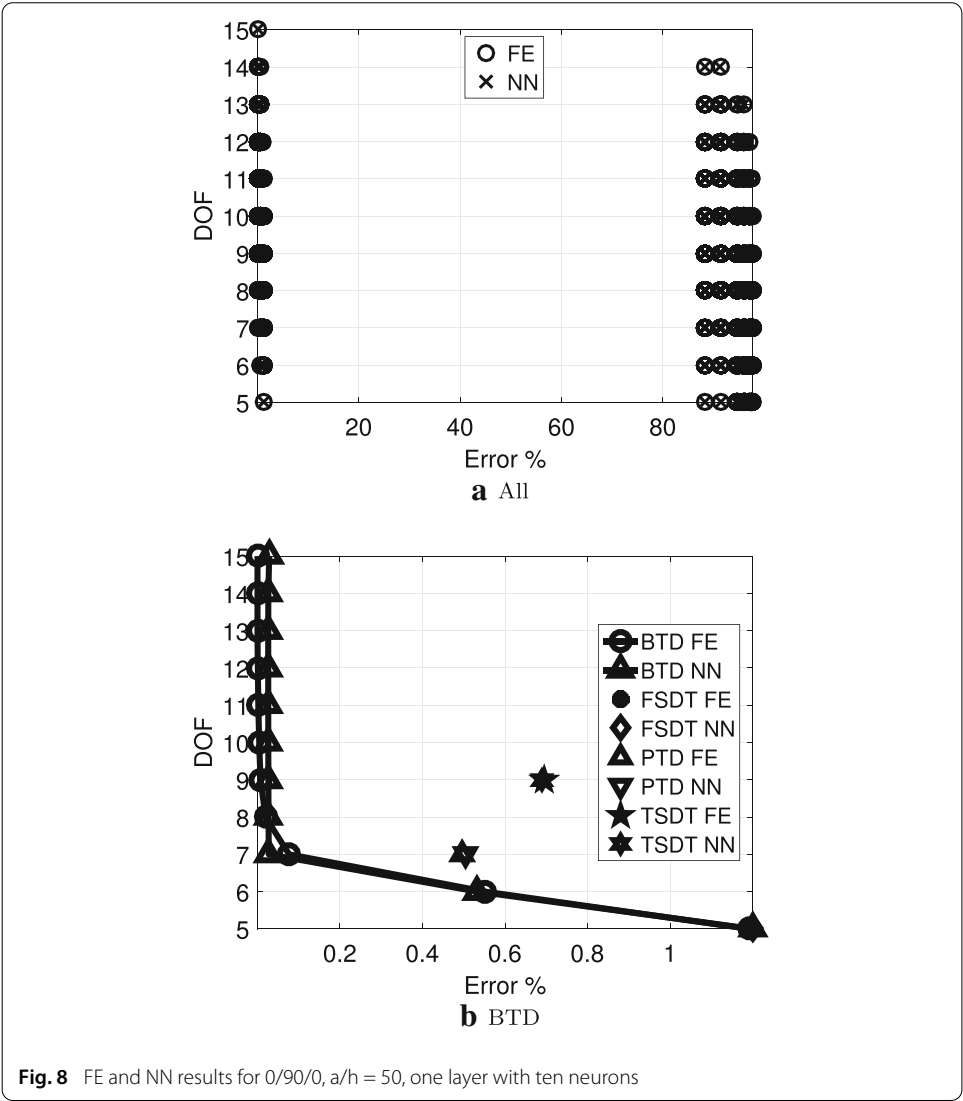 15
14
13
12
11
10
9
8
7
6
5
DOF
FE
NN
20 40 60 80
Error %
a All
15
14
13
12
11
10
9
8
7
6
5
DOF
BTD FE
BTD NN
FSDT FE
FSDT NN
PTD FE
PTD NN
TSDT FE
TSDT NN
0.2 0.4 0.6 0.8 1
Error %
b BTD
Fig. 8 FE and NN results for 0/90/0, a/h = 50, one layer with ten neurons